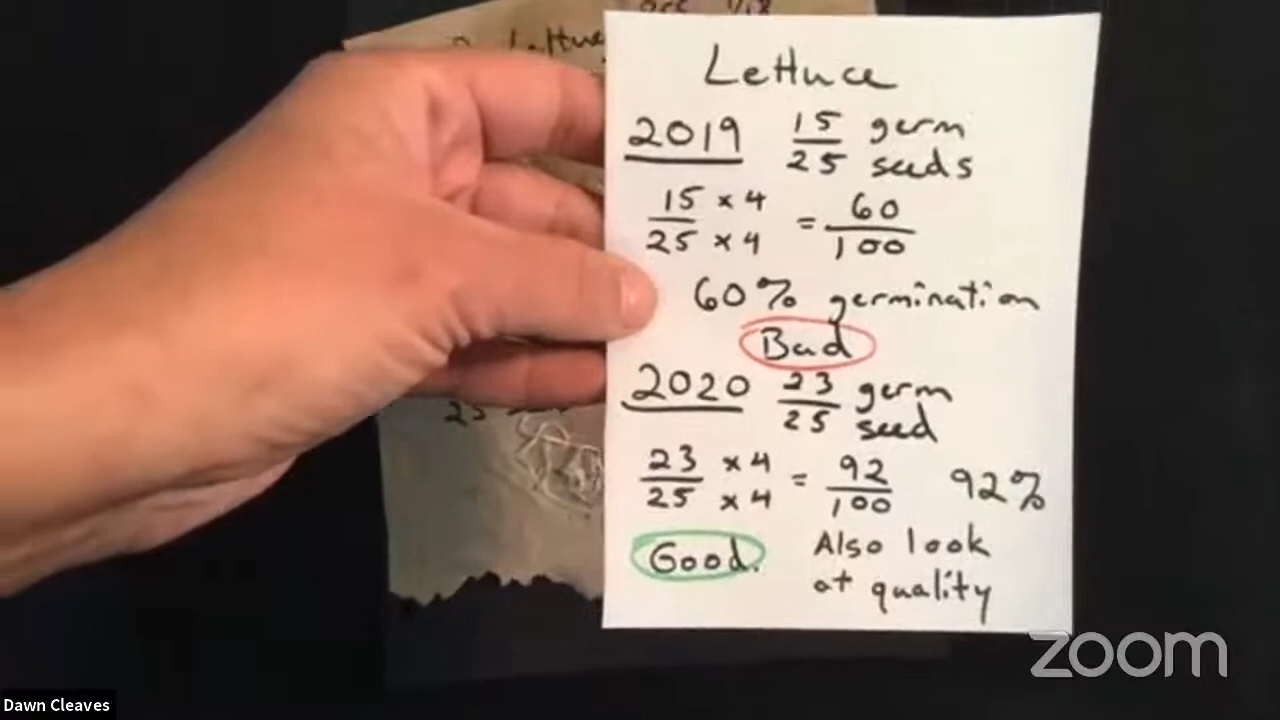 Lettuce
2019 15/25 germ seeds
15 x 4 / 25 x 4 = 60/100
60% germination
Bad
2020 23/25 germ seed
23 x 4 / 25 x 4 = 92/100 92%
Good. Also look
at quality
25
zoom
Dawn Cleaves